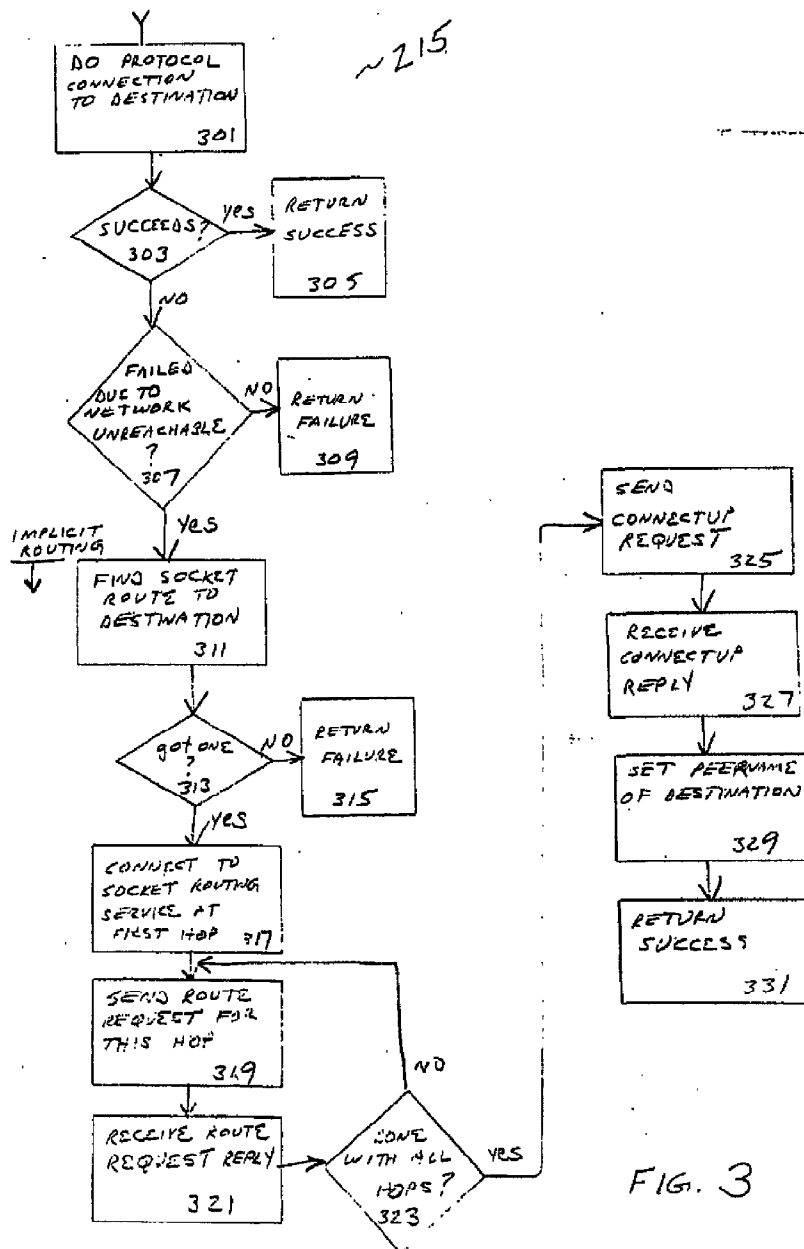 ~215
DO PROTOCOL
CONNECTION
TO DESTINATION
301
SUCCEEDS?
303
yes
RETURN
SUCCESS
305
NO
FAILED
DUE TO
NETWORK
UNREACHABLE
?
307
NO
RETURN
FAILURE
309
yes
IMPLICIT
ROUTING
FIND SOCKET
ROUTE TO
DESTINATION
311
got one
?
313
NO
RETURN
FAILURE
315
yes
CONNECT TO
SOCKET ROUTING
SERVICE AT
FIRST HOP 317
SEND ROUTE
REQUEST FOR
THIS HOP
319
RECEIVE ROUTE
REQUEST REPLY
321
DONE
WITH ALL
HOPS?
323
NO
YES
SEND
CONNECTUP
REQUEST
325
RECEIVE
CONNECTUP
REPLY
327
SET PEERNAME
OF DESTINATION
329
RETURN
SUCCESS
331
FIG. 3